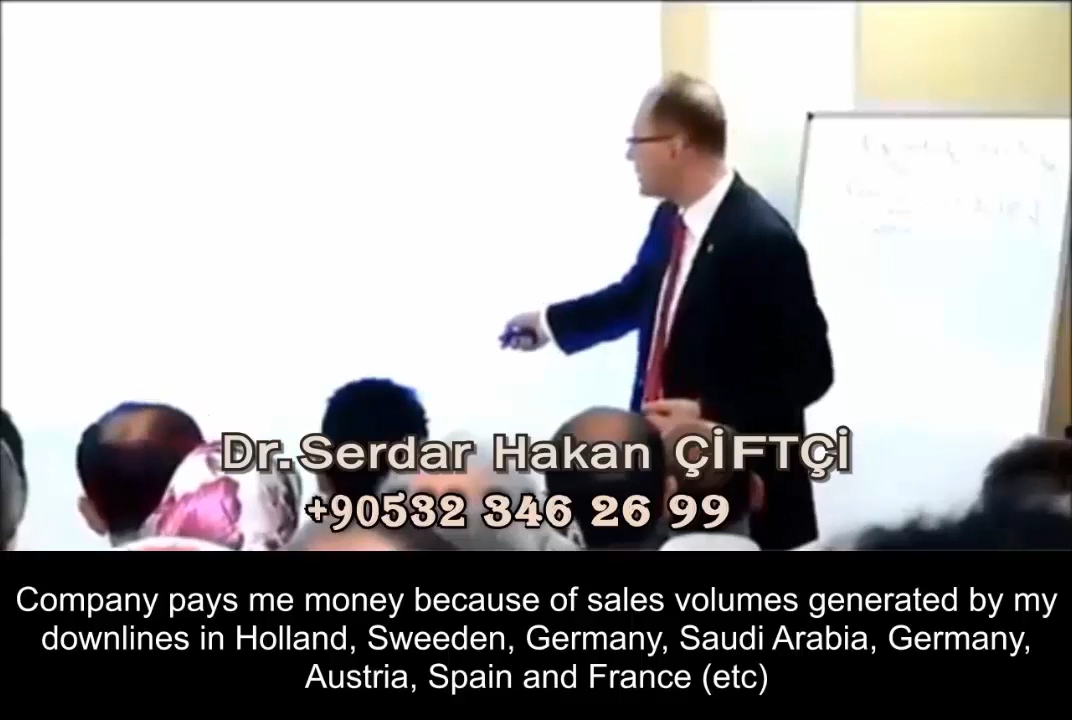 Dr. Serdar Hakan ÇİFTÇİ
+90532 346 26 99
Company pays me money because of sales volumes generated by my
downlines in Holland, Sweeden, Germany, Saudi Arabia, Germany,
Austria, Spain and France (etc)